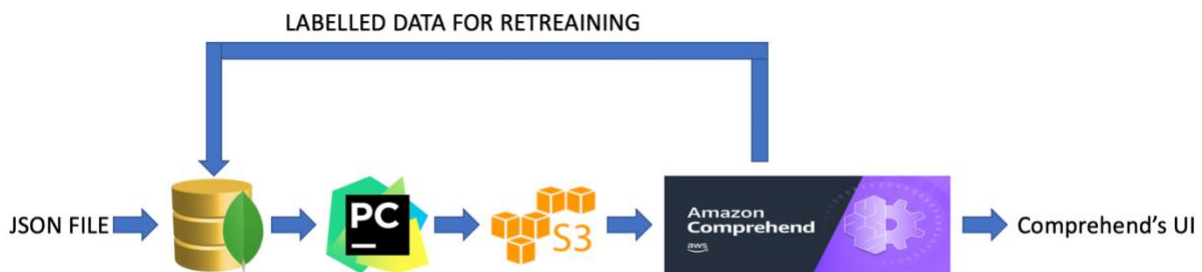 LABELLED DATA FOR RETREAINING
JSON FILE
PC
S3
Amazon
Comprehend
aws
Comprehend's UI